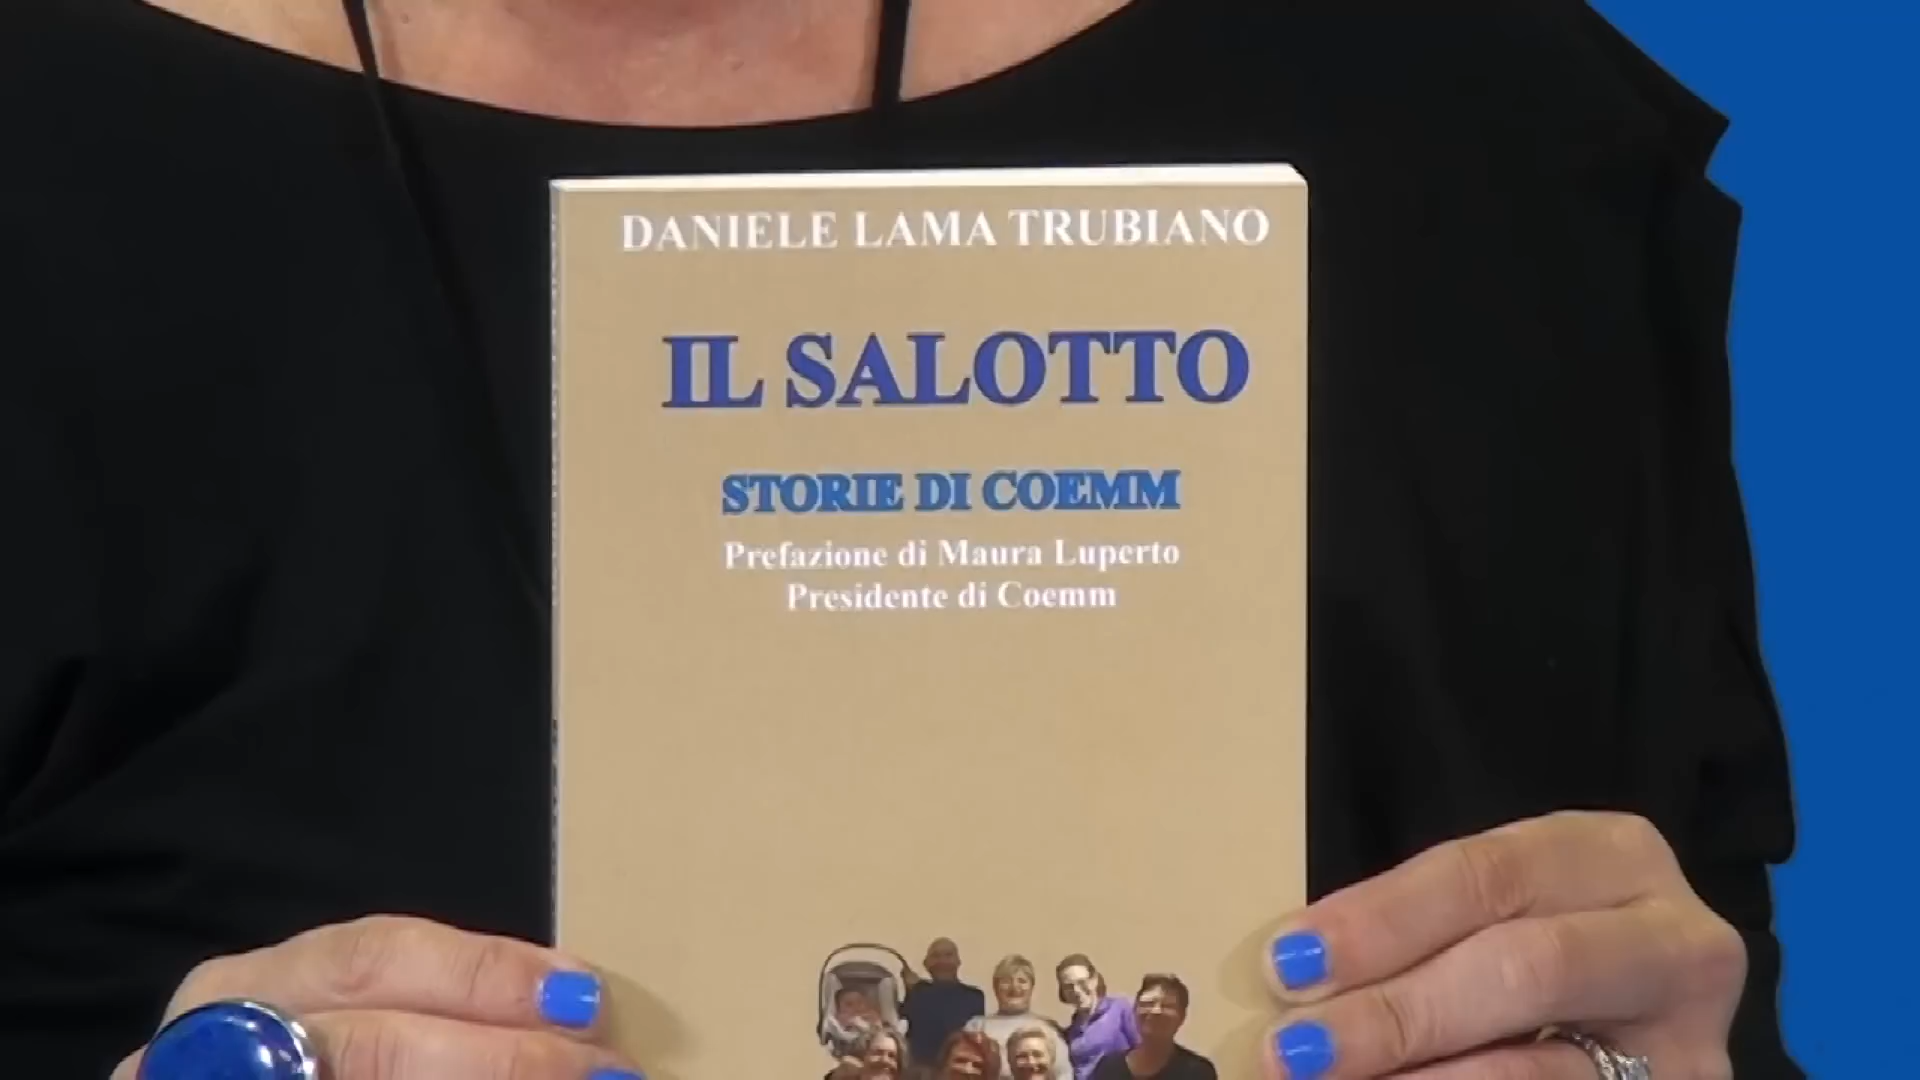 DANIELE LAMA TRUBIANO
IL SALOTTO
STORIE DI COEMM
Prefazione di Maura Luperto
Presidente di Coemm